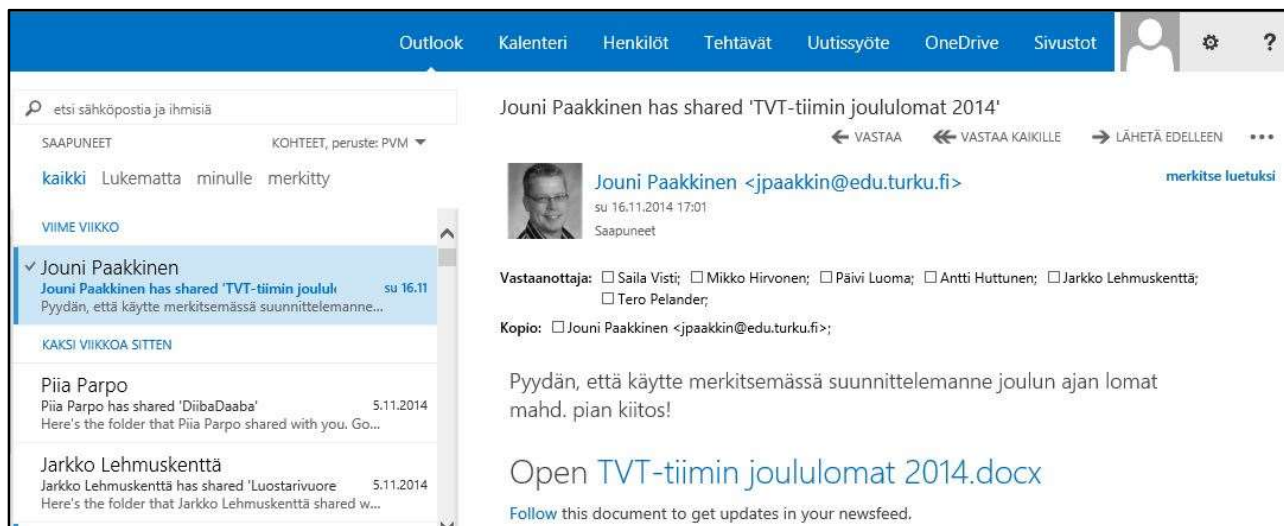 Outlook Kalenteri Henkilöt Tehtävät Uutissyöte OneDrive Sivustot ?
etsi sähköpostia ja ihmisiä
SAAPUNEET KOHTEET, peruste: PVM
kaikki Lukematta minulle merkitty
VIIME VIIKKO
Jouni Paakkinen
Jouni Paakkinen has shared 'TVT-tiimin joulul su 16.11
Pyydän, että käytte merkitsemässä suunnittelemanne...
KAKSI VIIKKOA SITTEN
Piia Parpo
Piia Parpo has shared 'DiibaDaaba' 5.11.2014
Here's the folder that Piia Parpo shared with you. Go...
Jarkko Lehmuskenttä
Jarkko Lehmuskenttä has shared 'Luostarivuore 5.11.2014
Here's the folder that Jarkko Lehmuskenttä shared w...
Jouni Paakkinen has shared 'TVT-tiimin joululomat 2014'
VASTAA VASTAA KAIKILLE LÄHETÄ EDELLEEN ...
Jouni Paakkinen <jpaakkin@edu.turku.fi> merkitse luetuksi
su 16.11.2014 17:01
Saapuneet
Vastaanottaja: Saila Visti; Mikko Hirvonen; Päivi Luoma; Antti Huttunen; Jarkko Lehmuskenttä;
Tero Pelander;
Kopio: Jouni Paakkinen <jpaakkin@edu.turku.fi>;
Pyydän, että käytte merkitsemässä suunnittelemanne joulun ajan lomat
mahd. pian kiitos!
Open TVT-tiimin joululomat 2014.docx
Follow this document to get updates in your newsfeed.